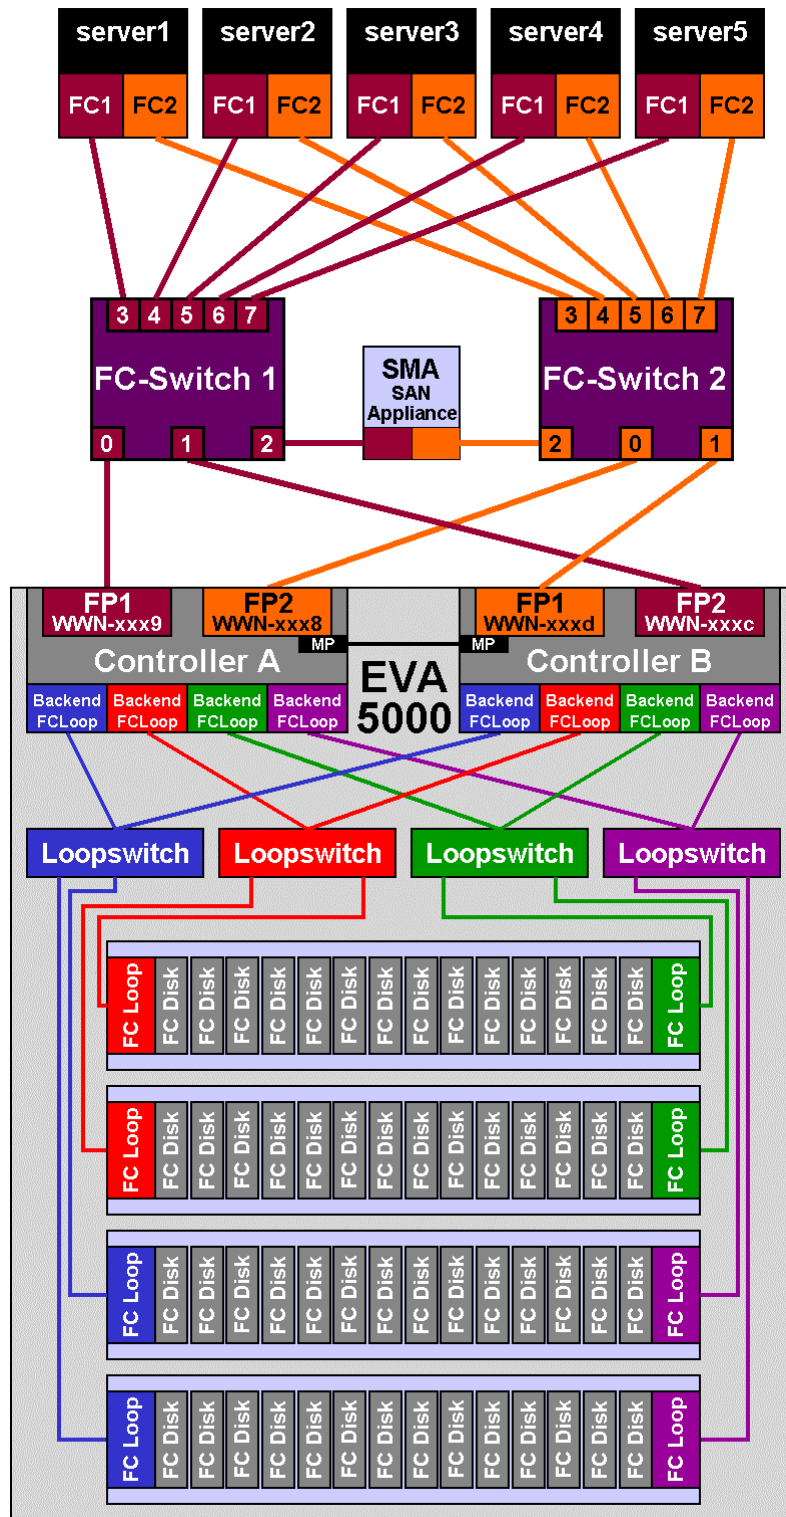 server1 server2 server3 server4 server5
FC1 FC2 FC1 FC2 FC1 FC2 FC1 FC2 FC1 FC2
3 4 5 6 7 3 4 5 6 7
FC-Switch 1
FC-Switch 2
SMA
SAN
Appliance
0 1 2 2 0 1
FP1
WWN-xxx9
FP2
WWN-xxx8
FP1
WWN-xxxd
FP2
WWN-xxxc
MP MP
Controller A
Controller B
EVA
5000
Backend
FCLoop
Backend
FCLoop
Backend
FCLoop
Backend
FCLoop
Backend
FCLoop
Backend
FCLoop
Backend
FCLoop
Backend
FCLoop
Loopswitch Loopswitch Loopswitch Loopswitch
FC Loop FC Disk FC Disk FC Disk FC Disk FC Disk FC Disk FC Disk FC Disk FC Disk FC Disk FC Disk FC Disk FC Disk FC Disk FC Loop
FC Loop FC Disk FC Disk FC Disk FC Disk FC Disk FC Disk FC Disk FC Disk FC Disk FC Disk FC Disk FC Disk FC Disk FC Disk FC Loop
FC Loop FC Disk FC Disk FC Disk FC Disk FC Disk FC Disk FC Disk FC Disk FC Disk FC Disk FC Disk FC Disk FC Disk FC Disk FC Loop
FC Loop FC Disk FC Disk FC Disk FC Disk FC Disk FC Disk FC Disk FC Disk FC Disk FC Disk FC Disk FC Disk FC Disk FC Disk FC Loop